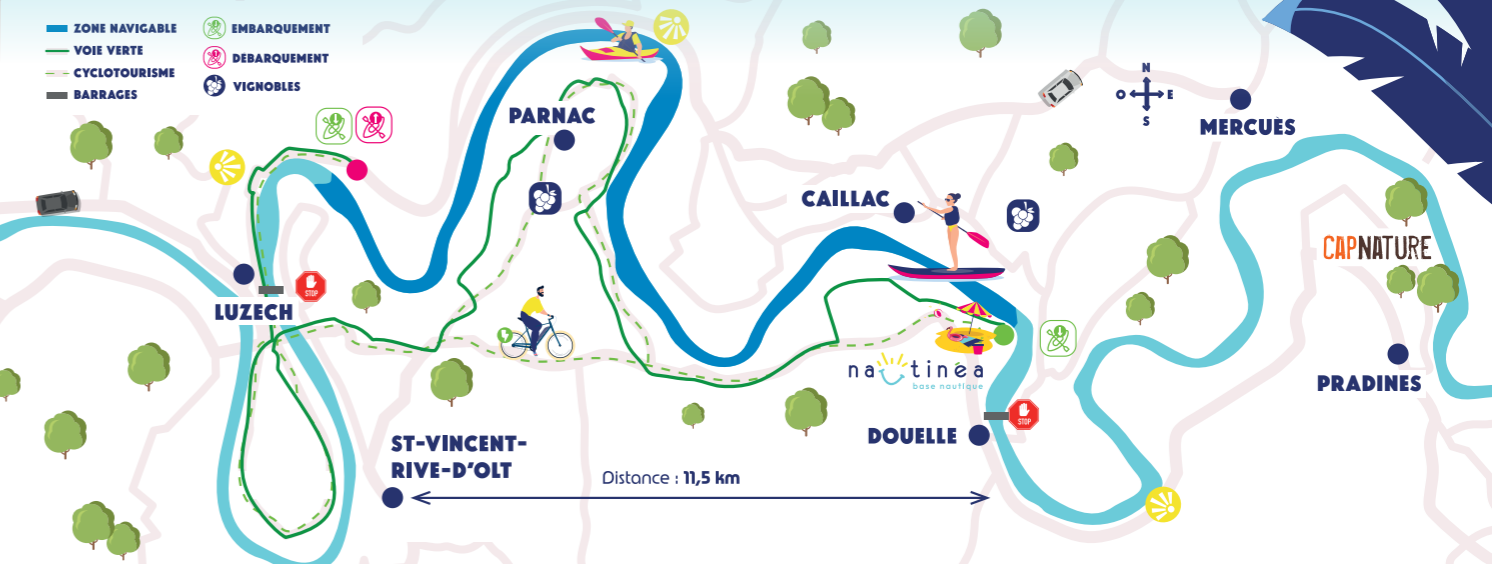 ZONE NAVIGABLE
VOIE VERTE
CYCLOTOURISME
BARRAGES
EMBARQUEMENT
DEBARQUEMENT
VIGNOBLES
PARNAC
N
O E
S
MERCUÈS
CAILLAC
CAPNATURE
STOP
LUZECH
nautinéa
base nautique
PRADINES
STOP
DOUELLE
ST-VINCENT-
RIVE-D'OLT
Distance : 11,5 km